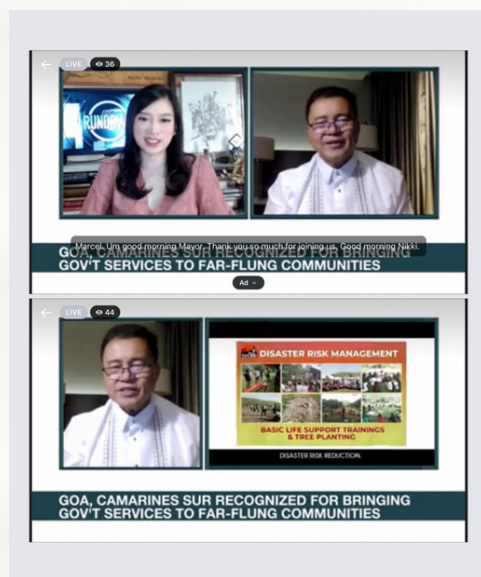 LIVE 36
RUNDOW
Marcel. Um good morning Mayor. Thank you so much for joining us. Good morning Nikki.
GOA, CAMARINES SUR RECOGNIZED FOR BRINGING
GOV'T SERVICES TO FAR-FLUNG COMMUNITIES
Ad
LIVE 44
DISASTER RISK MANAGEMENT
BASIC LIFE SUPPORT TRAININGS
& TREE PLANTING
DISASTER RISK REDUCTION.
GOA, CAMARINES SUR RECOGNIZED FOR BRINGING
GOV'T SERVICES TO FAR-FLUNG COMMUNITIES